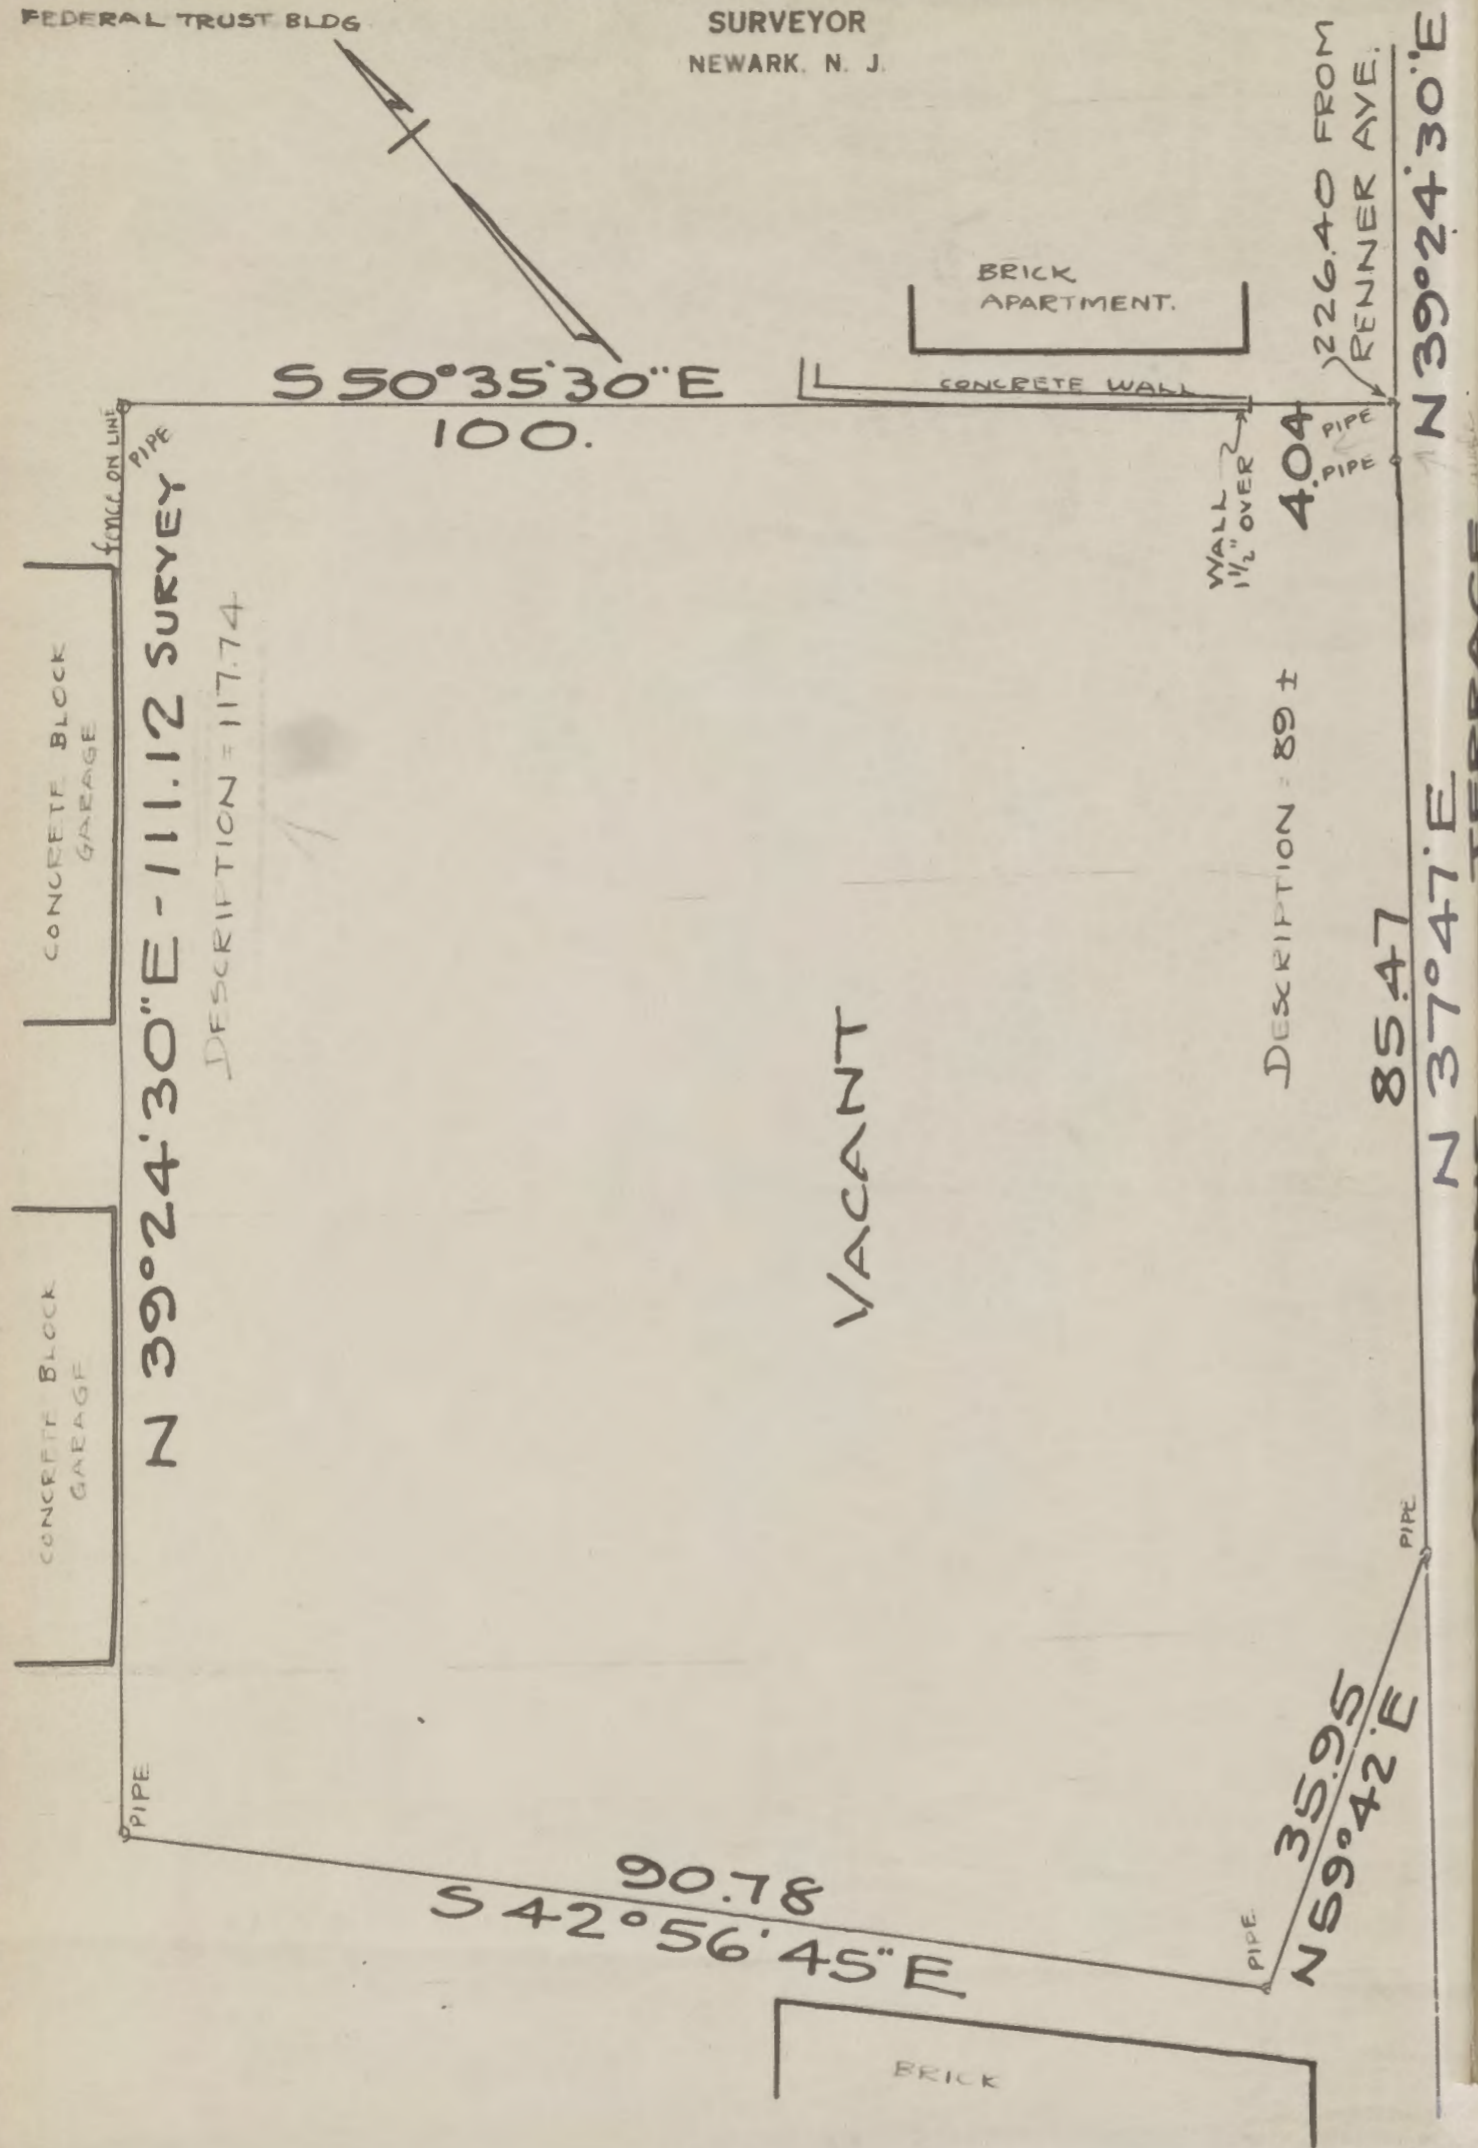 FEDERAL TRUST BLDG
SURVEYOR
NEWARK. N. J.
226.40 FROM
RENNER AVE.
N 39°24'30"E
BRICK
APARTMENT.
CONCRETE WALL
S 50°35'30"E
100.
fence ON LINE
PIPE
WALL
1½" OVER
4.04
PIPE
PIPE
CONCRETE BLOCK
GARAGE
N 39°24'30"E - 111.12 SURVEY
DESCRIPTION = 117.74
VACANT
DESCRIPTION = 89 ±
85.47
N 37°47'E
TERRACE
CONCRETE BLOCK
GARAGE
PIPE
PIPE
35.95
N 59°42'E
PIPE
90.78
S 42°56'45"E
BRICK